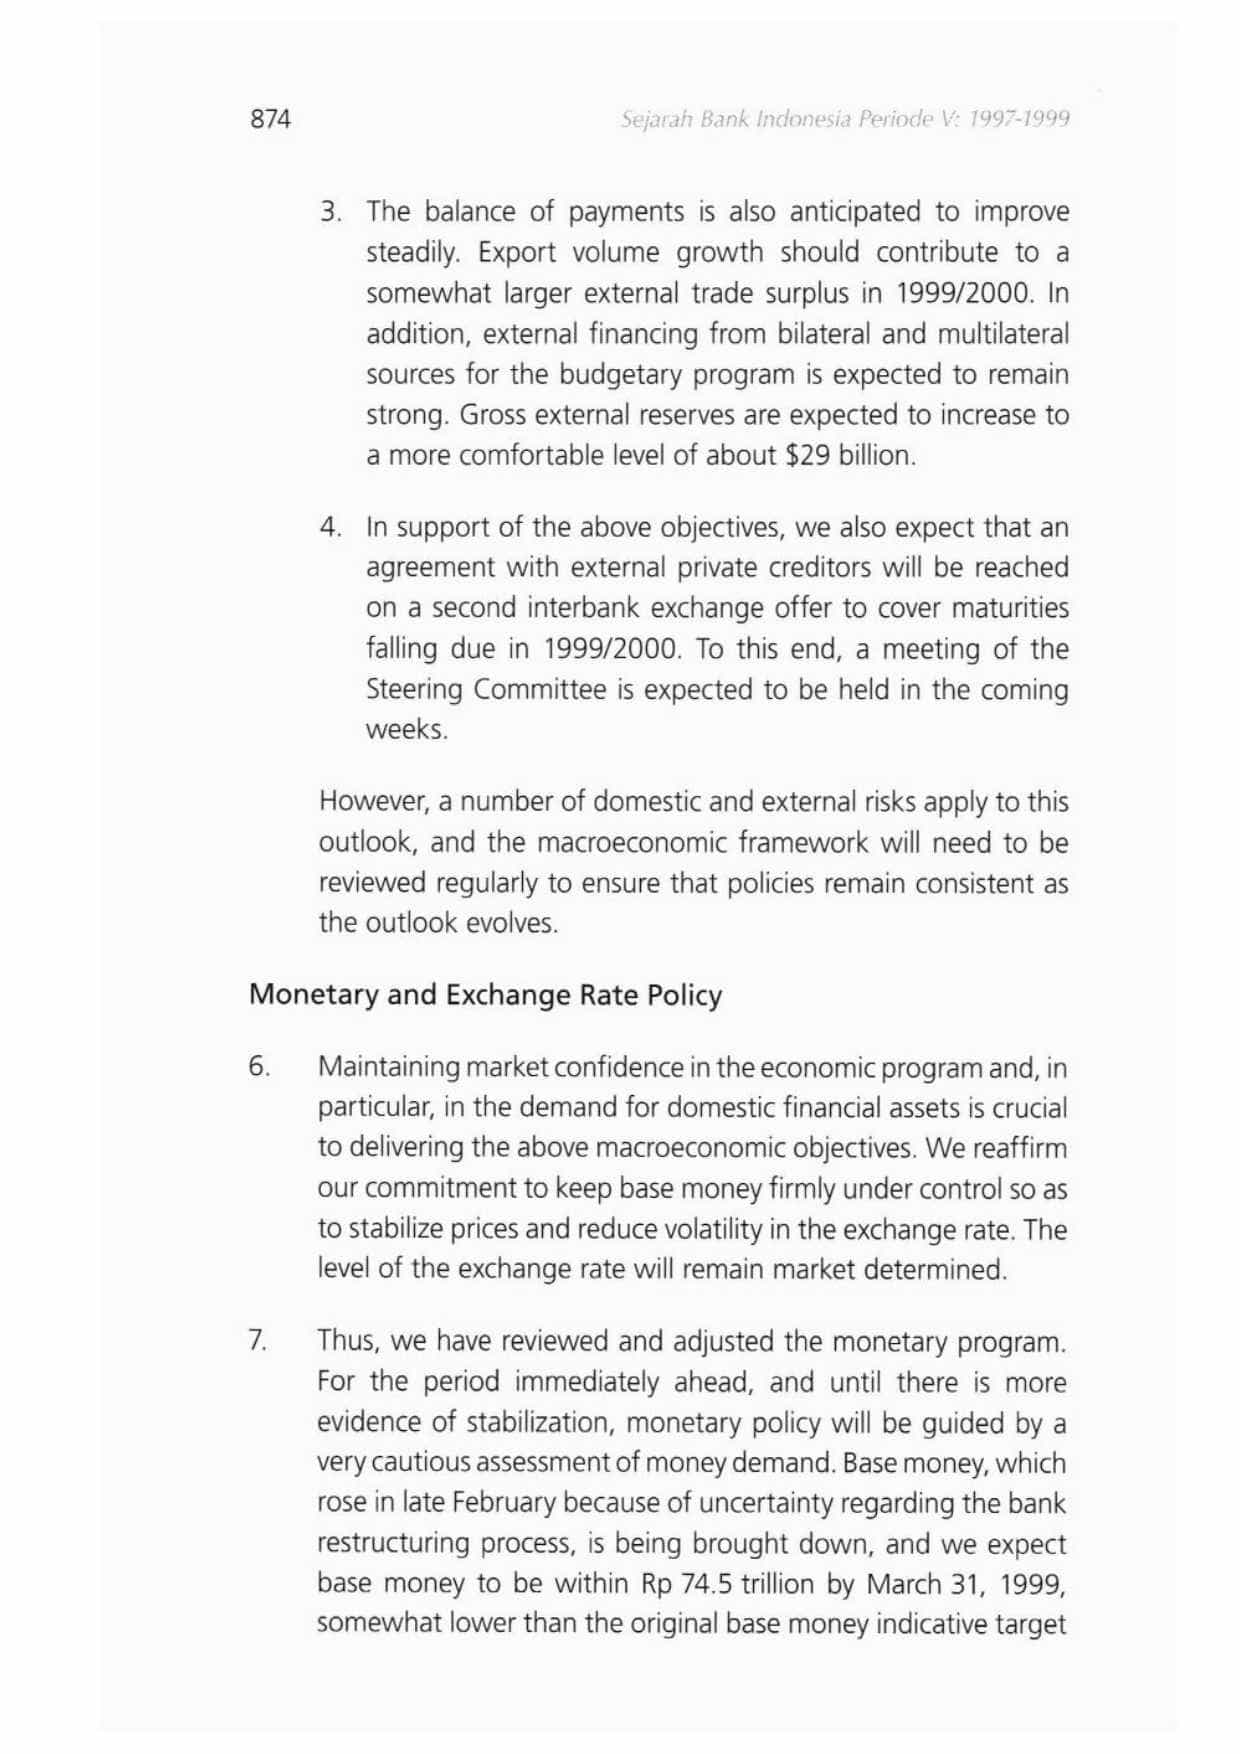 874
Sejarah Bank Indonesia Periode V: 1997-1999
3. The balance of payments is also anticipated to improve
steadily. Export volume growth should contribute to a
somewhat larger external trade surplus in 1999/2000. In
addition, external financing from bilateral and multilateral
sources for the budgetary program is expected to remain
strong. Gross external reserves are expected to increase to
a more comfortable level of about $29 billion.
4. In support of the above objectives, we also expect that an
agreement with external private creditors will be reached
on a second interbank exchange offer to cover maturities
falling due in 1999/2000. To this end, a meeting of the
Steering Committee is expected to be held in the coming
weeks.
However, a number of domestic and external risks apply to this
outlook, and the macroeconomic framework will need to be
reviewed regularly to ensure that policies remain consistent as
the outlook evolves.
Monetary and Exchange Rate Policy
6. Maintaining market confidence in the economic program and, in
particular, in the demand for domestic financial assets is crucial
to delivering the above macroeconomic objectives. We reaffirm
our commitment to keep base money firmly under control so as
to stabilize prices and reduce volatility in the exchange rate. The
level of the exchange rate will remain market determined.
7. Thus, we have reviewed and adjusted the monetary program.
For the period immediately ahead, and until there is more
evidence of stabilization, monetary policy will be guided by a
very cautious assessment of money demand. Base money, which
rose in late February because of uncertainty regarding the bank
restructuring process, is being brought down, and we expect
base money to be within Rp 74.5 trillion by March 31, 1999,
somewhat lower than the original base money indicative target